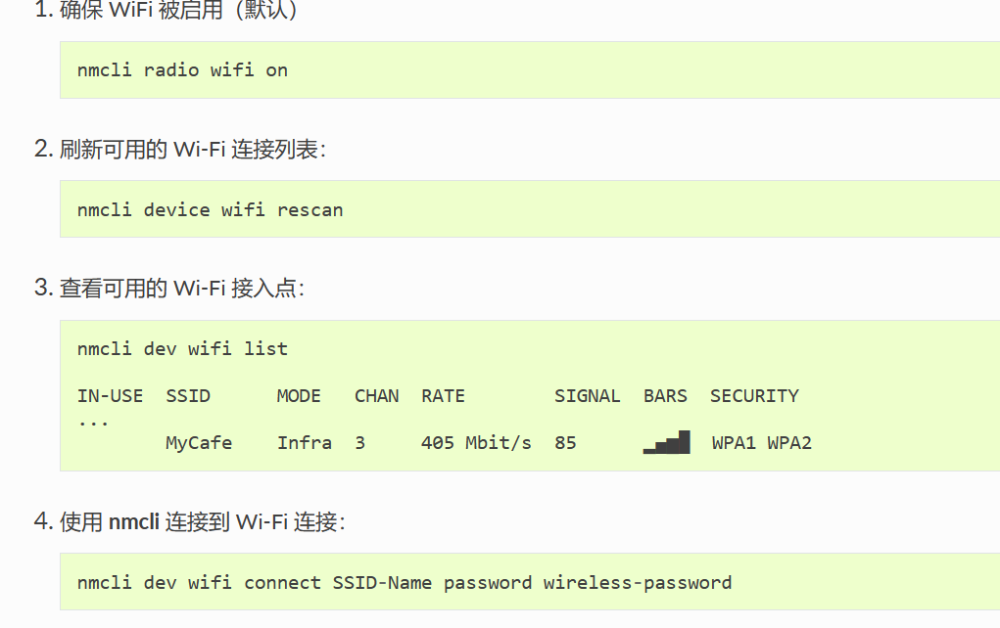 1. 确保 WiFi 被启用（默认）
nmcli radio wifi on
2. 刷新可用的 Wi-Fi 连接列表：
nmcli device wifi rescan
3. 查看可用的 Wi-Fi 接入点：
nmcli dev wifi list
IN-USE  SSID      MODE   CHAN  RATE        SIGNAL  BARS  SECURITY
...
        MyCafe    Infra  3     405 Mbit/s  85      ▂▄▆█  WPA1 WPA2
4. 使用 nmcli 连接到 Wi-Fi 连接：
nmcli dev wifi connect SSID-Name password wireless-password